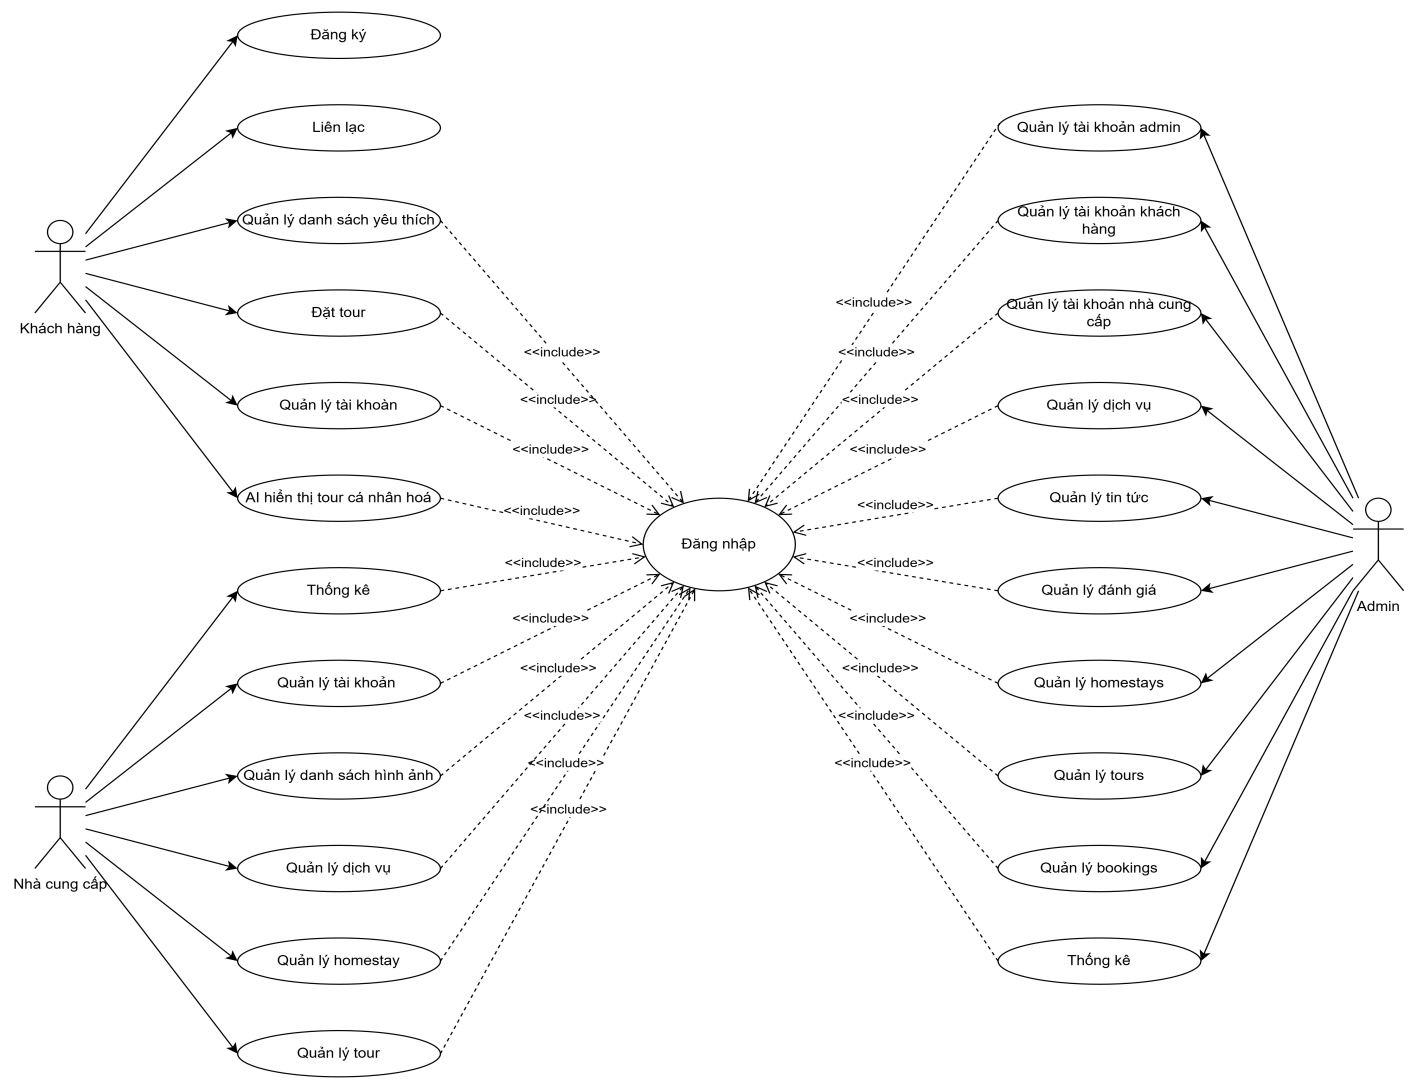 Đăng ký
Liên lạc
Quản lý danh sách yêu thích
Đặt tour
Quản lý tài khoàn
AI hiển thị tour cá nhân hoá
Khách hàng
Thống kê
Quản lý tài khoản
Quản lý danh sách hình ảnh
Quản lý dịch vụ
Quản lý homestay
Quản lý tour
Nhà cung cấp
<<include>>
<<include>>
<<include>>
<<include>>
<<include>>
<<include>>
<<include>>
<<include>>
<<include>>
<<include>>
Đăng nhập
<<include>>
<<include>>
<<include>>
<<include>>
<<include>>
<<include>>
<<include>>
<<include>>
<<include>>
<<include>>
Quản lý tài khoản admin
Quản lý tài khoản khách
hàng
Quản lý tài khoản nhà cung
cấp
Quản lý dịch vụ
Quản lý tin tức
Quản lý đánh giá
Quản lý homestays
Quản lý tours
Quản lý bookings
Thống kê
Admin